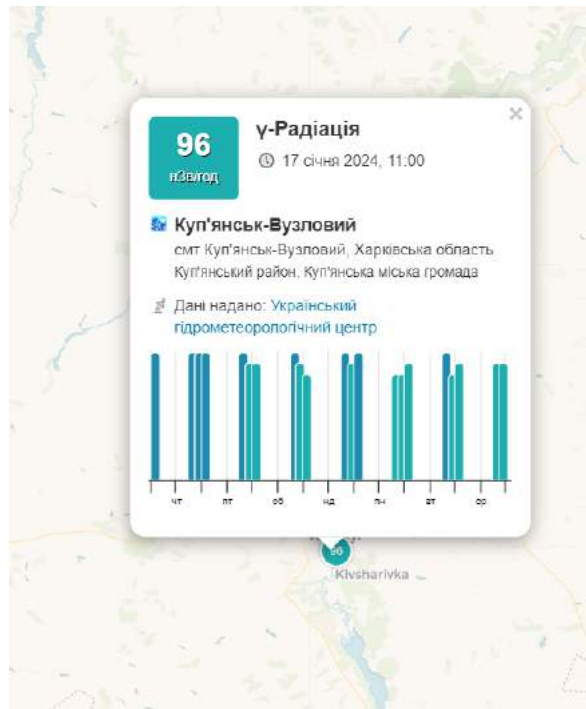 96
нЗв/год
γ-Радіація
17 січня 2024, 11:00
Куп'янськ-Вузловий
смт Куп'янськ-Вузловий, Харківська область
Куп'янський район, Куп'янська міська громада
Дані надано: Український
гідрометеорологічний центр
чт пт сб нд пн вт ср
96
Kivsharivka